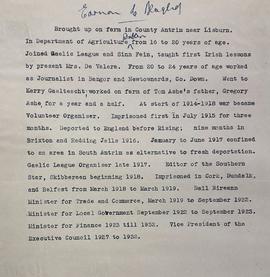 Earnan de Blaghd
Brought up on farm in County Antrim near Lisburn.
Dublin
In Department of Agriculture from 16 to 20 years of age.
Joined Gaelic League and Sinn Fein, taught first Irish lessons
by present Mrs. De Valera. From 20 to 24 years of age worked
as Journalist in Bangor and Newtownards, Co. Down. Went to
Kerry Gaeltaecht; worked on farm of Tom Ashe's father, Gregory
Ashe, for a year and a half. At start of 1914-1918 war became
Volunteer Organiser. Imprisoned first in July 1915 for three
months. Deported to England before Rising; nine months in
Brixton and Redding Jails 1916. January to June 1917 confined
to an area in South Antrim as alternative to fresh deportation.
Gaelic League Organiser late 1917. Editor of the Southern
Star, Skibbereen beginning 1918. Imprisoned in Cork, Dundalk,
and Belfast from March 1918 to March 1919. Dail Eireann
Minister for Trade and Commerce, March 1919 to September 1922.
Minister for Local Government September 1922 to September 1923.
Minister for Finance 1923 till 1932. Vice President of the
Executive Council 1927 to 1932.